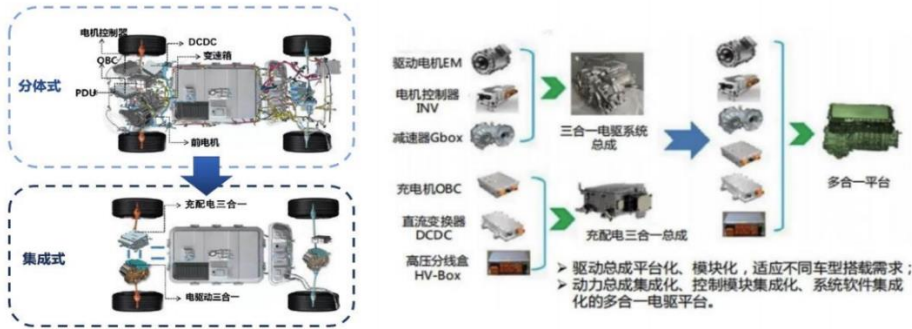 电机控制器
OBC
PDU
DCDC
变速箱
前电机
分体式
充配电三合一
集成式
电驱动三合一
驱动电机EM
电机控制器
INV
减速器Gbox
三合一电驱系统
总成
充电机OBC
直流变换器
DCDC
高压分线盒
HV-Box
充配电三合一总成
多合一平台
➢ 驱动总成平台化、模块化，适应不同车型搭载需求；
➢ 动力总成集成化、控制模块集成化、系统软件集成
化的多合一电驱平台。